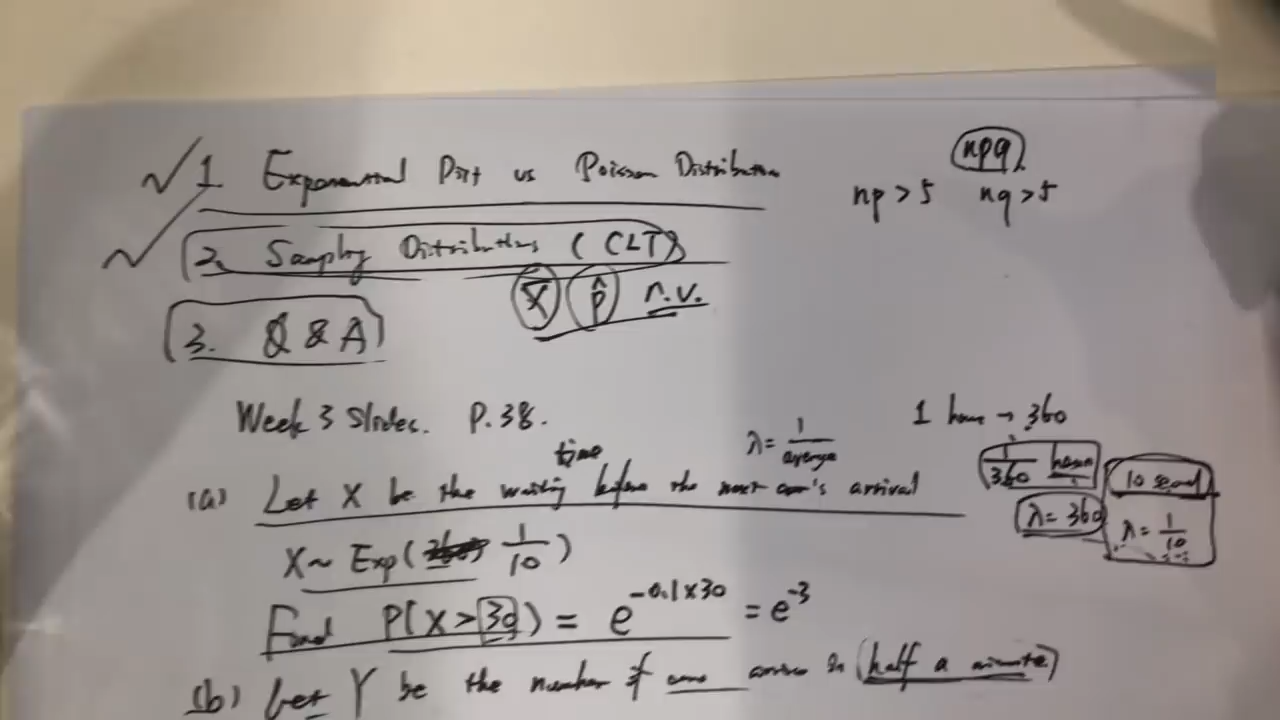 ✓ 1 Exponential Dist vs Poisson Distribution
npq
np > 5 nq > 5
✓ 2. Sampling Distributions (CLT)
X̄ p̂ r.v.
3. Q & A
Week 3 Slides. P.38.
1 hour → 360
time
λ = 1/average
1/360 hour
10 second
(a) Let X be the waiting before the next car's arrival
λ = 360
λ = 1/10
X ~ Exp( 1/10 )
Find P(X > 30) = e^{-0.1×30} = e^{-3}
(b) Let Y be the number of cars arrive in (half a minute)